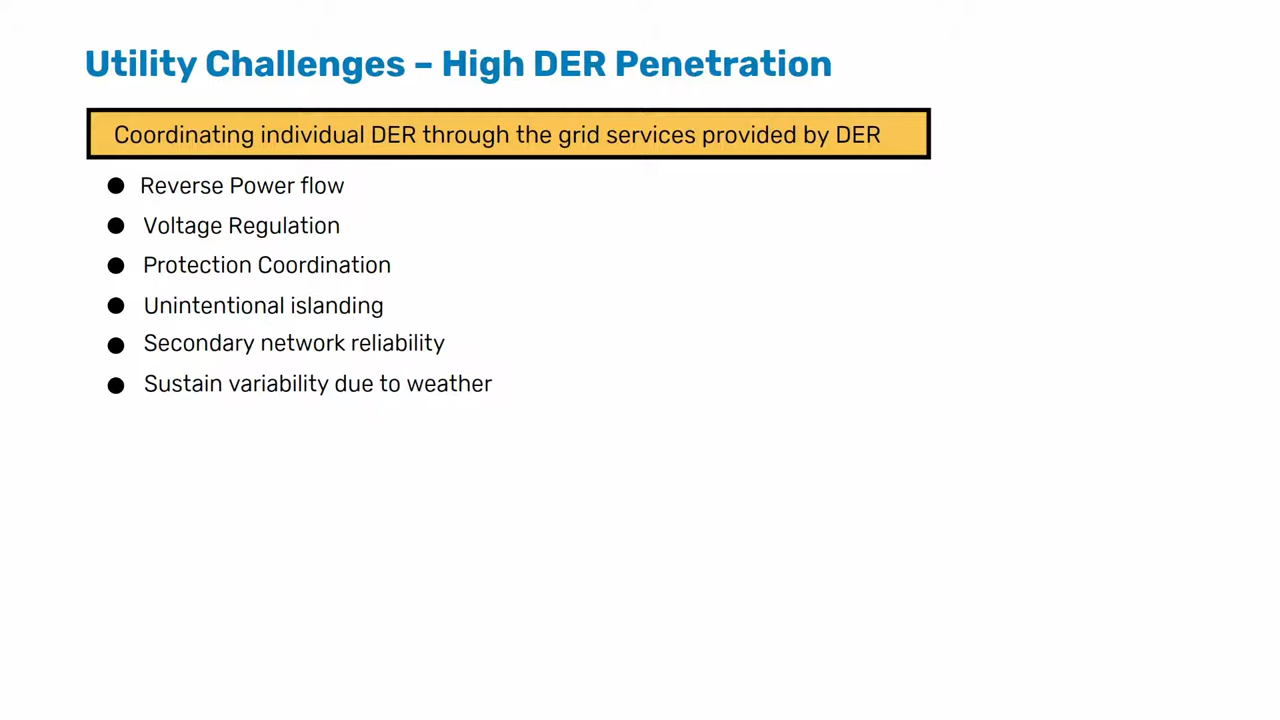 Utility Challenges – High DER Penetration
Coordinating individual DER through the grid services provided by DER
● Reverse Power flow
● Voltage Regulation
● Protection Coordination
● Unintentional islanding
● Secondary network reliability
● Sustain variability due to weather